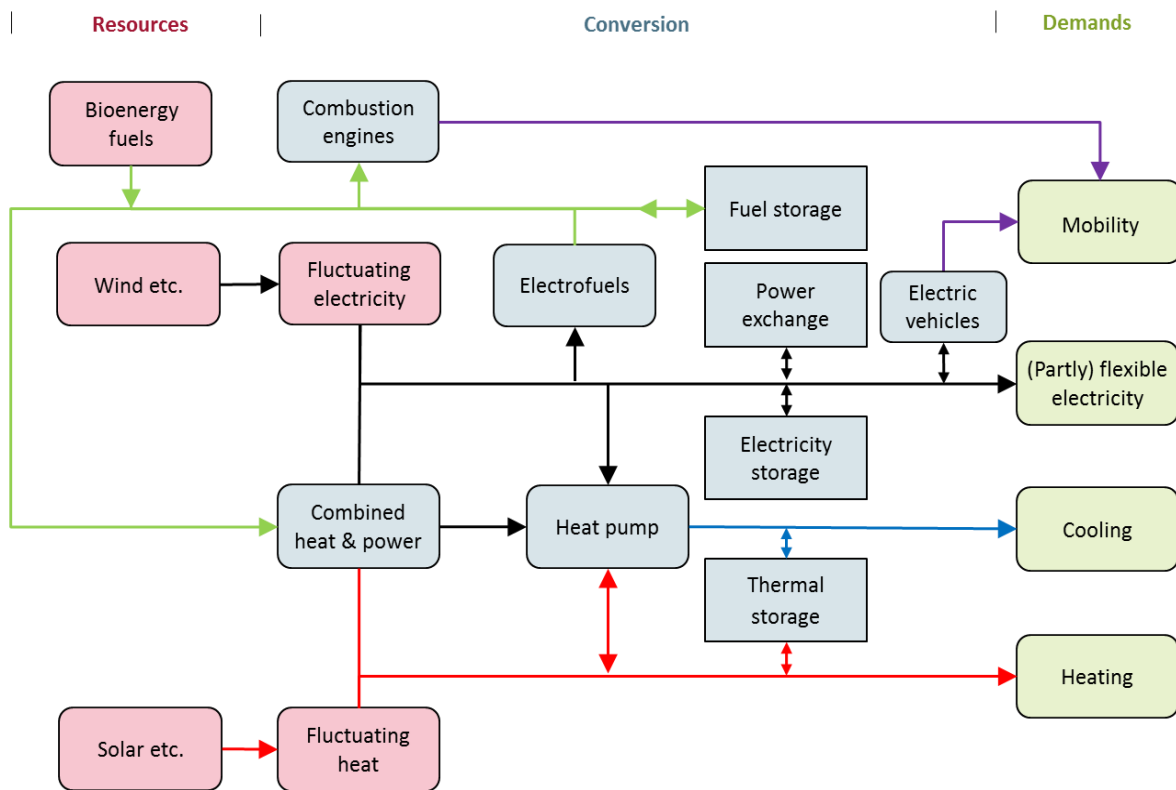 Resources
Conversion
Demands
Bioenergy
fuels
Combustion
engines
Fuel storage
Mobility
Wind etc.
Fluctuating
electricity
Electrofuels
Power
exchange
Electric
vehicles
(Partly) flexible
electricity
Electricity
storage
Combined
heat & power
Heat pump
Cooling
Thermal
storage
Heating
Solar etc.
Fluctuating
heat